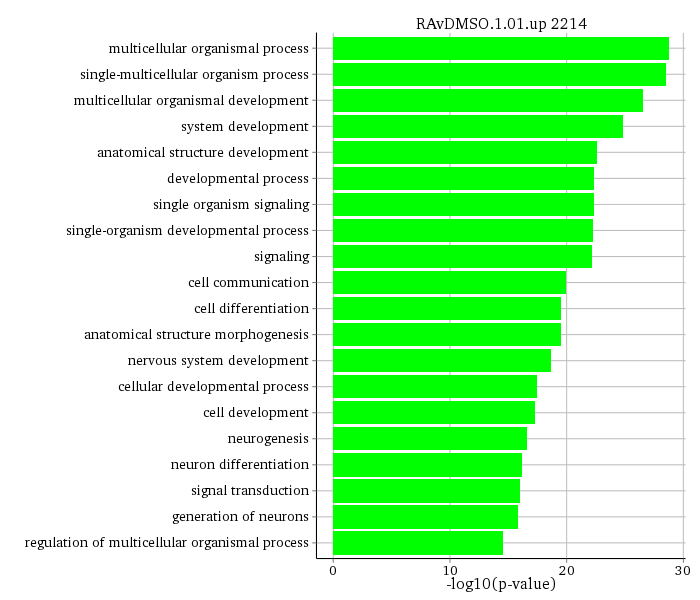 RAvDMSO.1.01.up 2214
multicellular organismal process
single-multicellular organism process
multicellular organismal development
system development
anatomical structure development
developmental process
single organism signaling
single-organism developmental process
signaling
cell communication
cell differentiation
anatomical structure morphogenesis
nervous system development
cellular developmental process
cell development
neurogenesis
neuron differentiation
signal transduction
generation of neurons
regulation of multicellular organismal process
0 10 20 30
-log10(p-value)